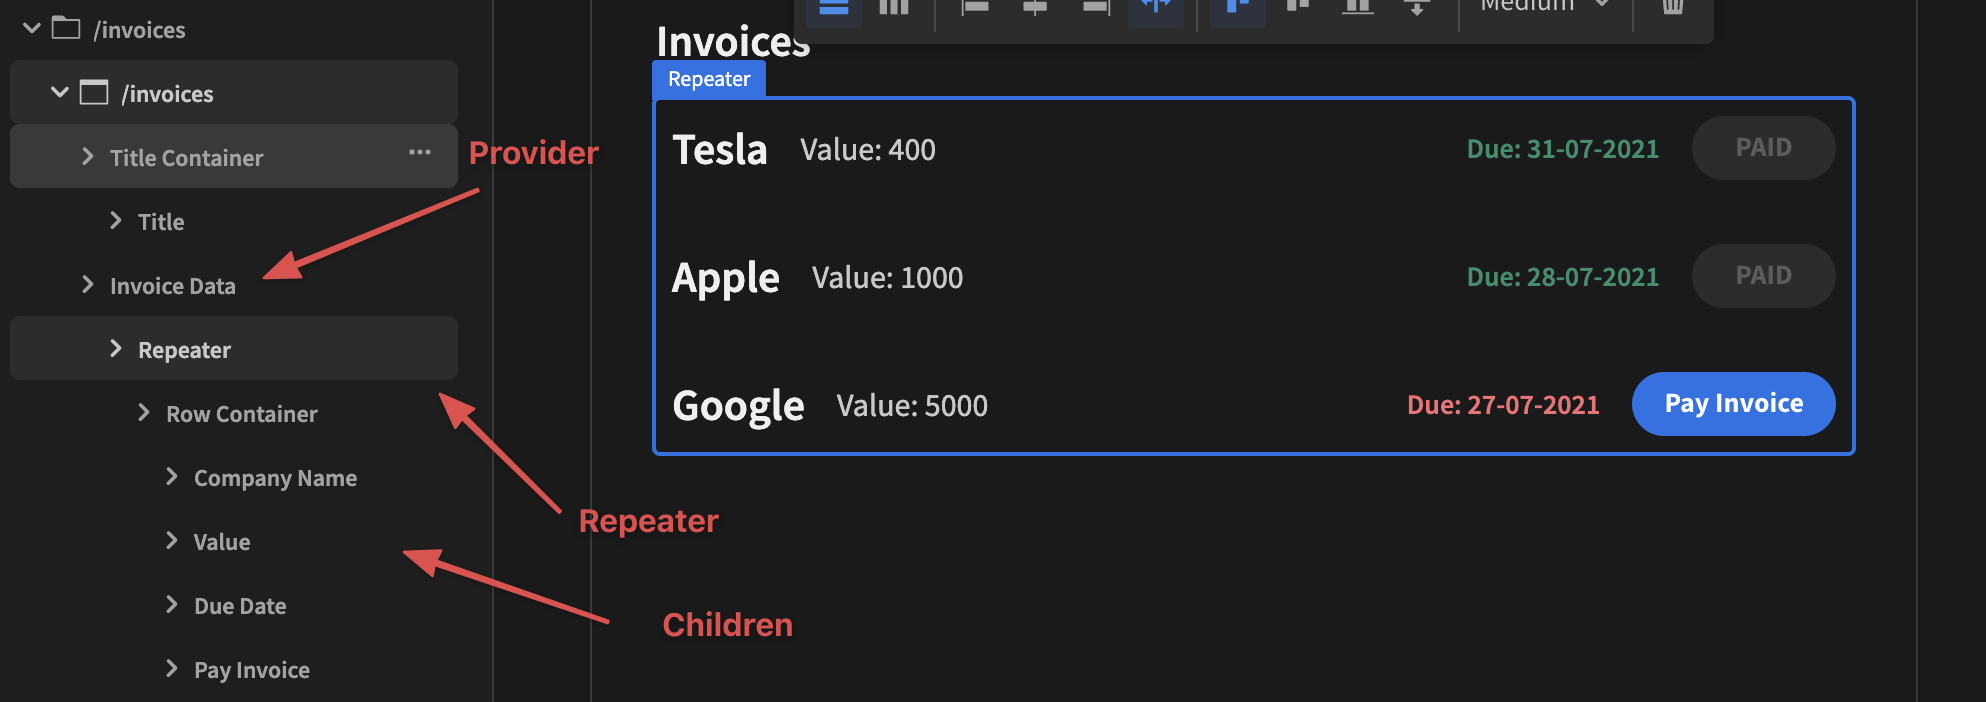 /invoices
/invoices
Title Container
Title
Invoice Data
Repeater
Row Container
Company Name
Value
Due Date
Pay Invoice
Provider
Repeater
Children
Medium
Invoices
Repeater
Tesla Value: 400 Due: 31-07-2021 PAID
Apple Value: 1000 Due: 28-07-2021 PAID
Google Value: 5000 Due: 27-07-2021 Pay Invoice